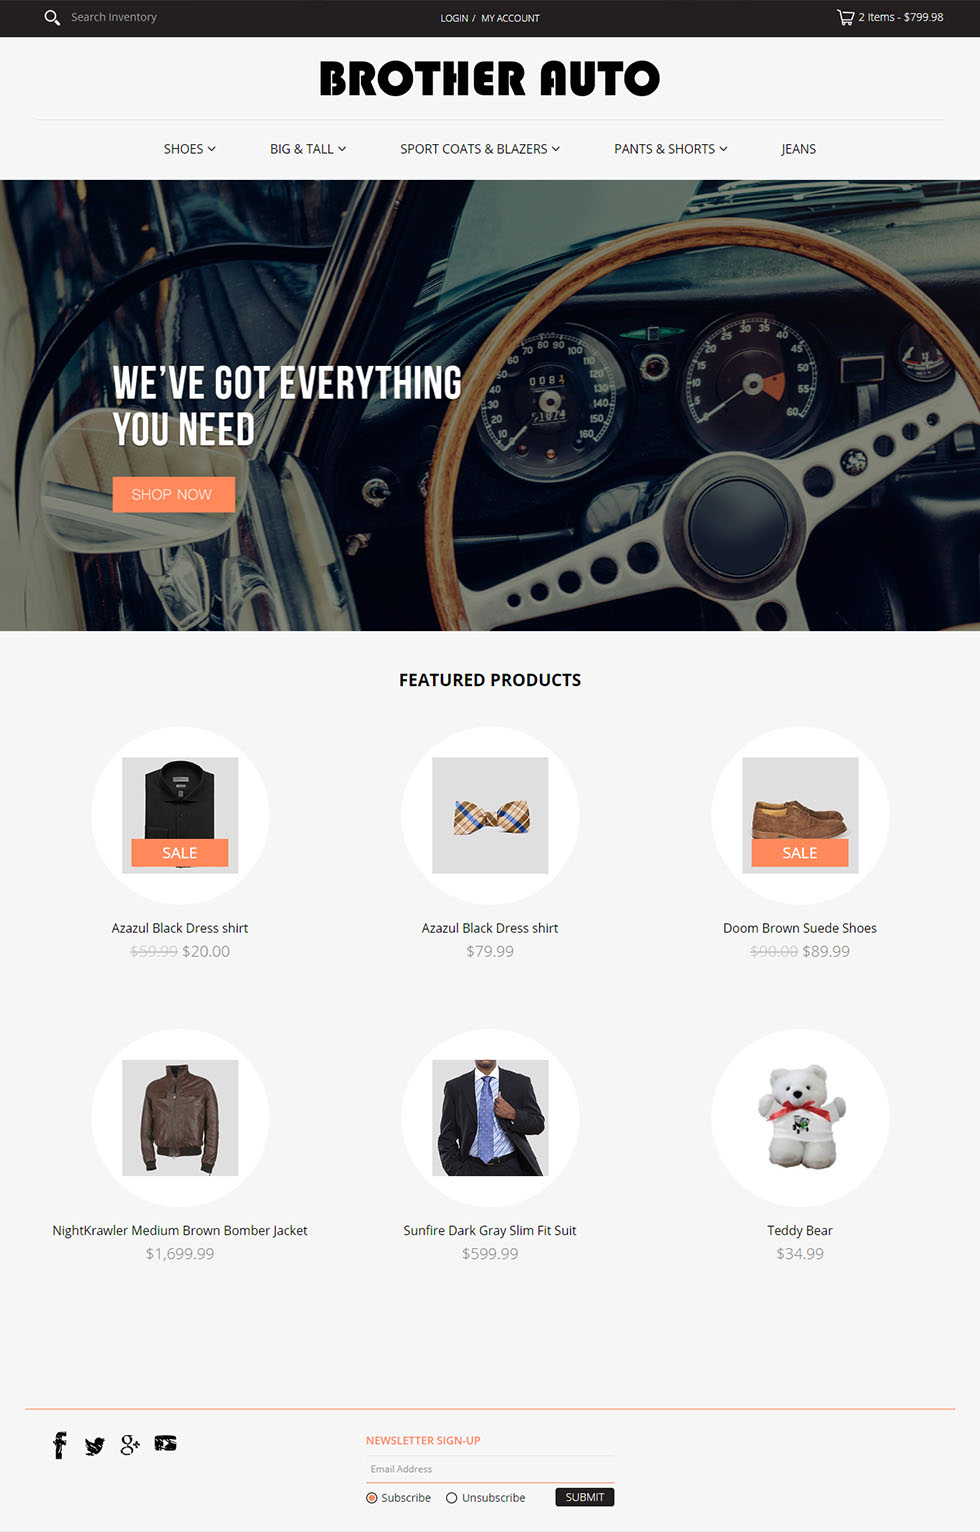 Search Inventory
LOGIN / MY ACCOUNT
2 Items - $799.98
BROTHER AUTO
SHOES
BIG & TALL
SPORT COATS & BLAZERS
PANTS & SHORTS
JEANS
WE'VE GOT EVERYTHING
YOU NEED
SHOP NOW
FEATURED PRODUCTS
SALE
SALE
Azazul Black Dress shirt
$59.99 $20.00
Azazul Black Dress shirt
$79.99
Doom Brown Suede Shoes
$90.00 $89.99
NightKrawler Medium Brown Bomber Jacket
$1,699.99
Sunfire Dark Gray Slim Fit Suit
$599.99
Teddy Bear
$34.99
NEWSLETTER SIGN-UP
Email Address
Subscribe
Unsubscribe
SUBMIT